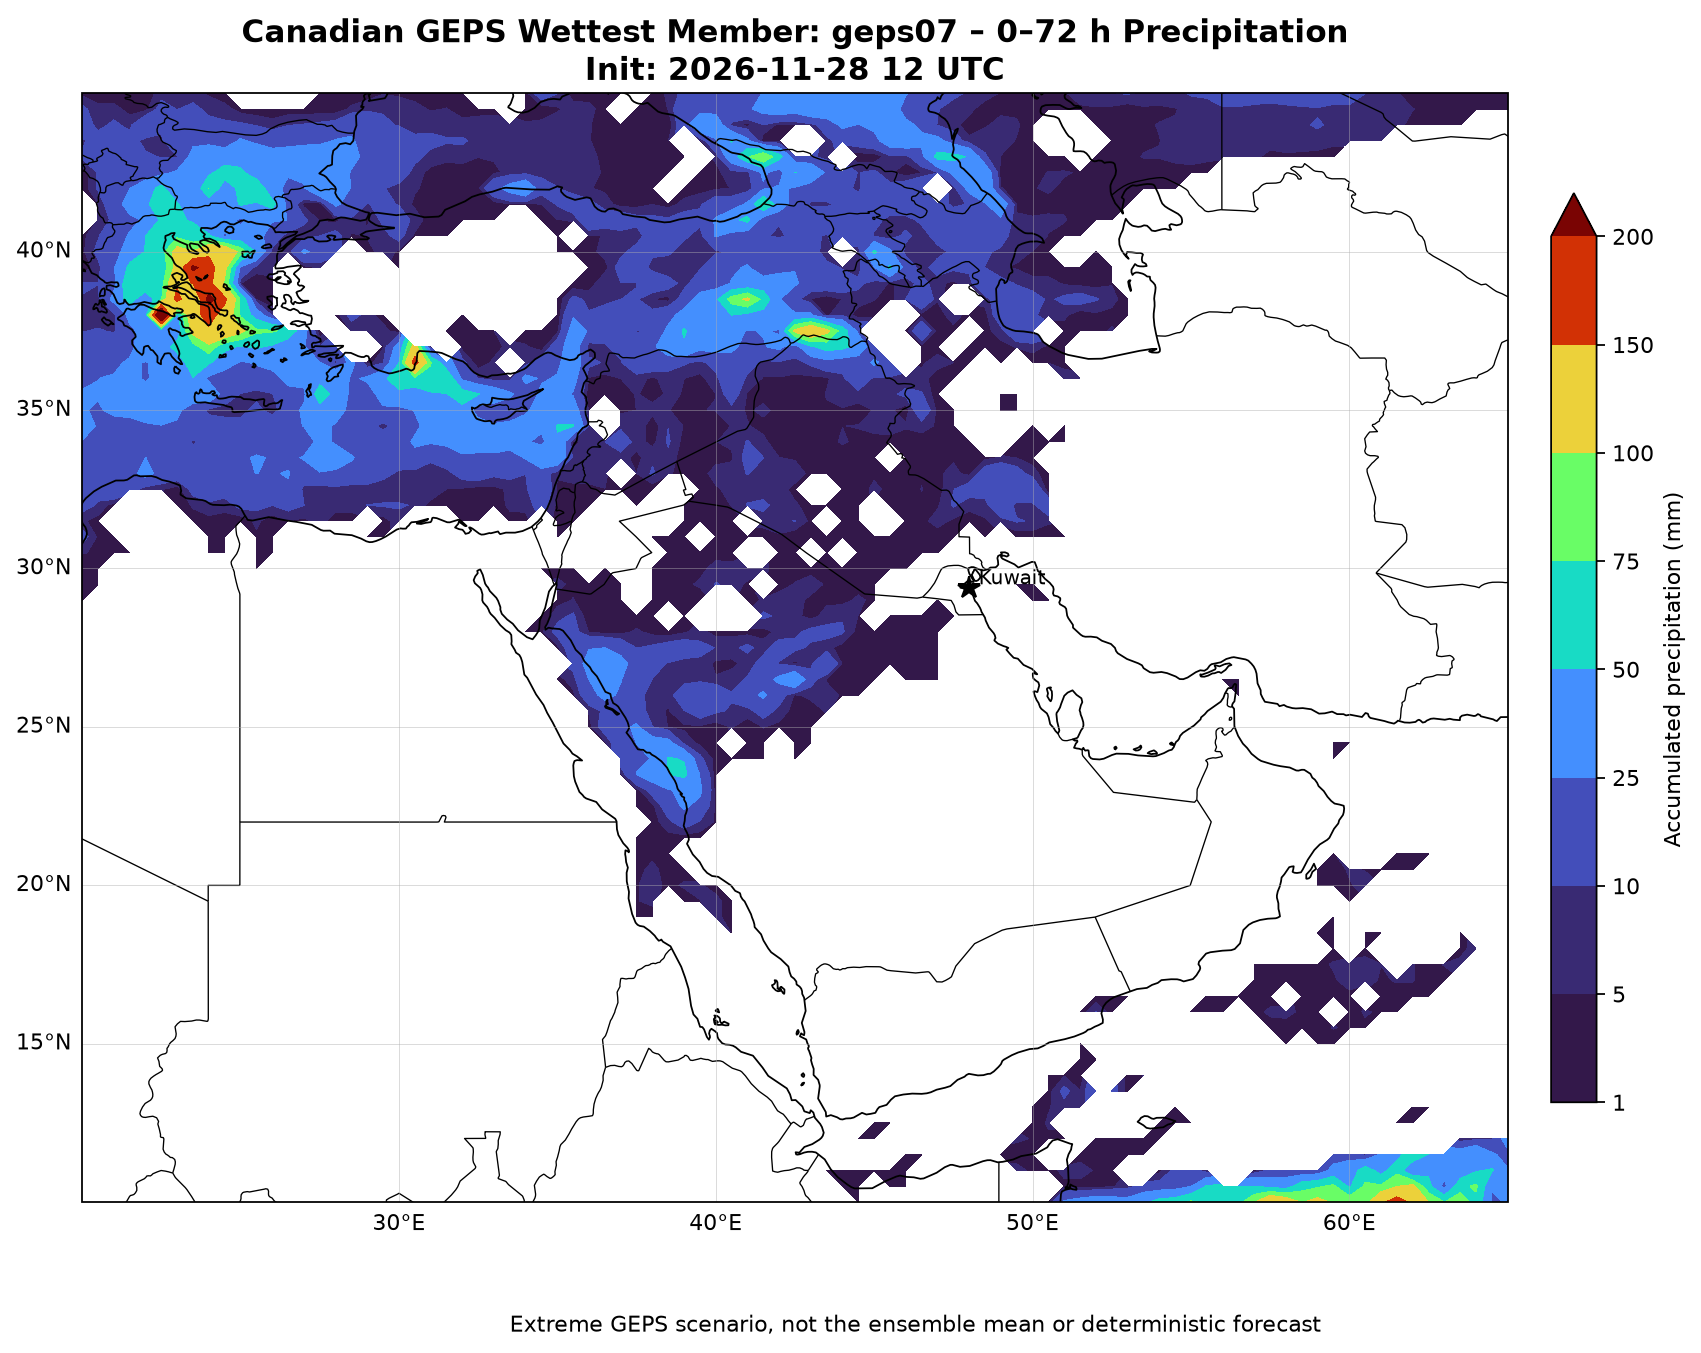 Canadian GEPS Wettest Member: geps07 – 0–72 h Precipitation
Init: 2026-11-28 12 UTC
40°N
35°N
30°N
25°N
20°N
15°N
30°E
40°E
50°E
60°E
Kuwait
200
150
100
75
50
25
10
5
1
Accumulated precipitation (mm)
Extreme GEPS scenario, not the ensemble mean or deterministic forecast